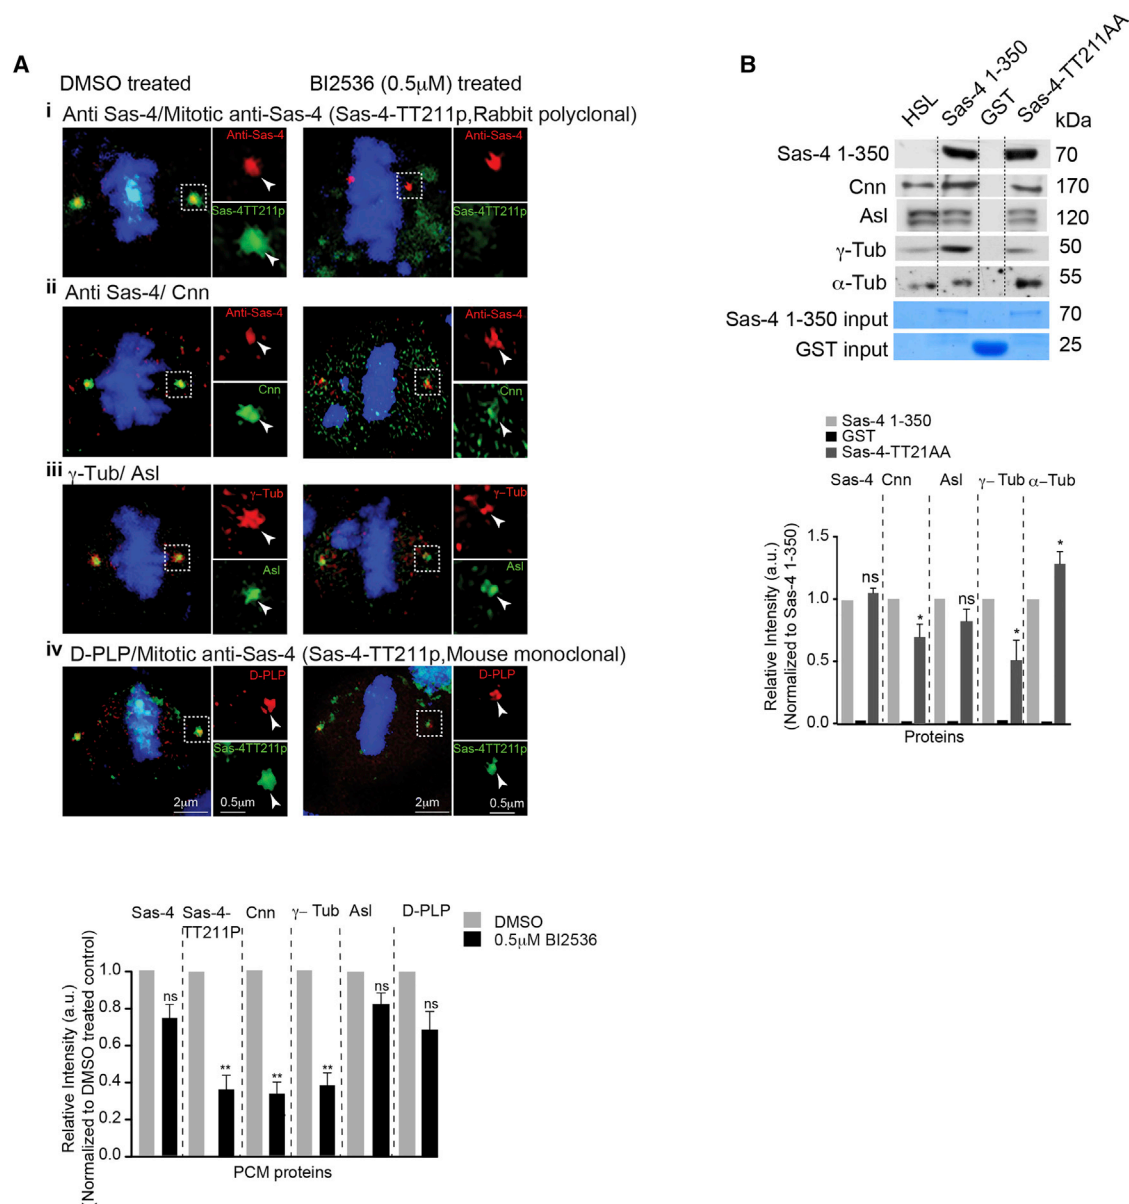 A
DMSO treated
BI2536 (0.5μM) treated
i Anti Sas-4/Mitotic anti-Sas-4 (Sas-4-TT211p,Rabbit polyclonal)
Anti-Sas-4
Sas-4TT211p
Anti-Sas-4
Sas-4TT211p
ii Anti Sas-4/ Cnn
Anti-Sas-4
Cnn
Anti-Sas-4
Cnn
iii γ-Tub/ Asl
γ–Tub
Asl
γ–Tub
Asl
iv D-PLP/Mitotic anti-Sas-4 (Sas-4-TT211p,Mouse monoclonal)
D-PLP
Sas-4TT211p
2μm
0.5μm
D-PLP
Sas-4TT211p
2μm
0.5μm
Sas-4
Sas-4-
TT211P
Cnn
γ– Tub
Asl
D-PLP
DMSO
0.5μM BI2536
Relative Intensity (a.u.)
(Normalized to DMSO treated control)
1.0
0.8
0.6
0.4
0.2
0.0
ns
**
**
**
ns
ns
PCM proteins
B
HSL
Sas-4 1-350
GST
Sas-4-TT211AA
kDa
Sas-4 1-350 70
Cnn 170
Asl 120
γ-Tub 50
α-Tub 55
Sas-4 1-350 input 70
GST input 25
Sas-4 1-350
GST
Sas-4-TT21AA
Sas-4 Cnn Asl γ– Tub α-Tub
Relative Intensity (a.u.)
(Normalized to Sas-4 1-350)
1.5
1.0
0.5
0.0
ns
*
ns
*
*
Proteins